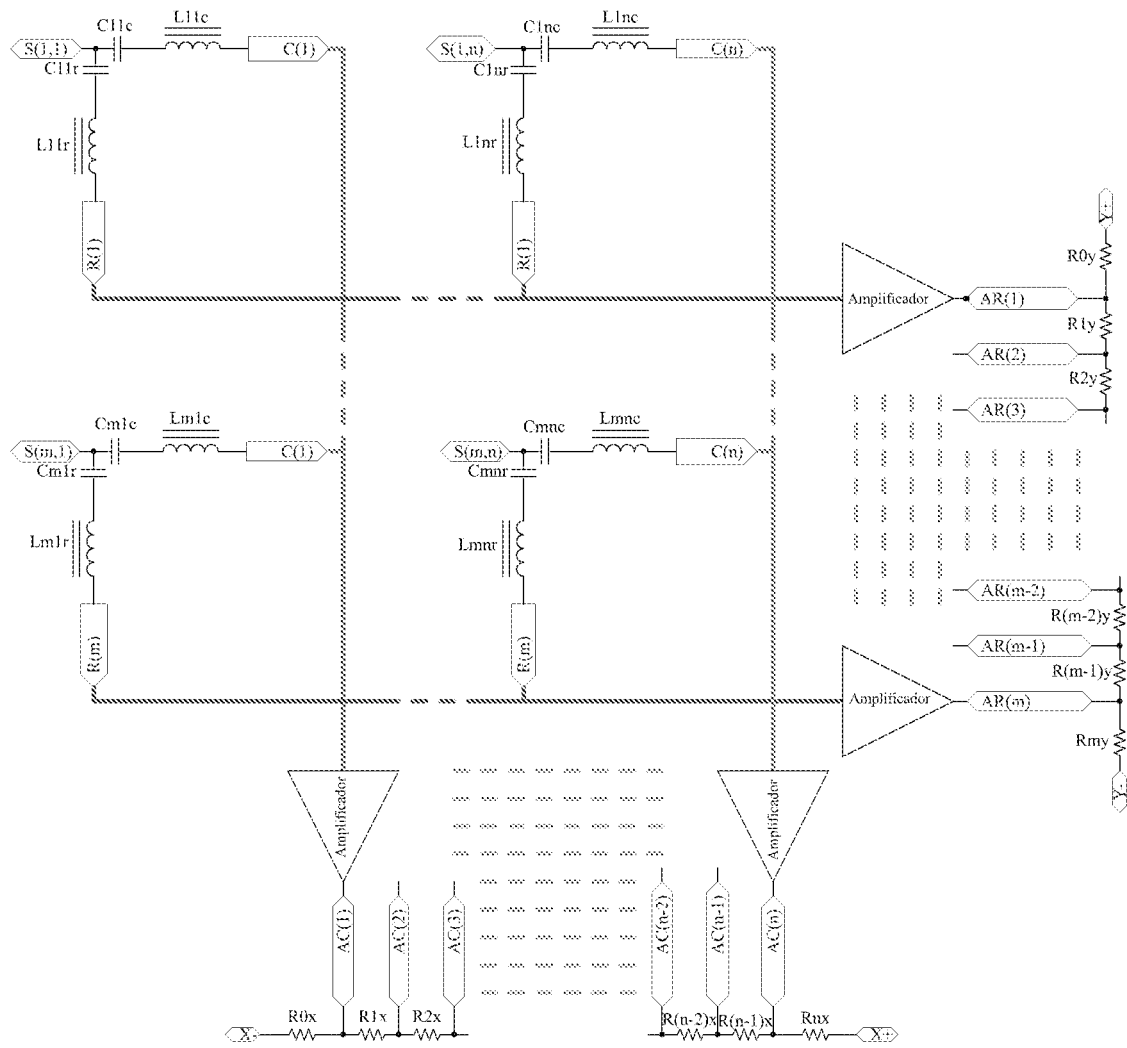 C11c L11c C1nc L1nc
S(1,1) C(1) S(1,n) C(n)
C11r C1nr
L11r L1nr
R(1) R(1)
Y+
R0y
Amplificador AR(1)
R1y
AR(2)
R2y
AR(3)
Cm1c Lm1c Cmnc Lmnc
S(m,1) C(1) S(m,n) C(n)
Cm1r Cmnr
Lm1r Lmnr
R(m) R(m)
AR(m-2)
R(m-2)y
AR(m-1)
R(m-1)y
Amplificador AR(m)
Rmy
Y-
Amplificador Amplificador
AC(1) AC(2) AC(3) AC(n-2) AC(n-1) AC(n)
R0x R1x R2x R(n-2)x R(n-1)x Rnx
X- X+